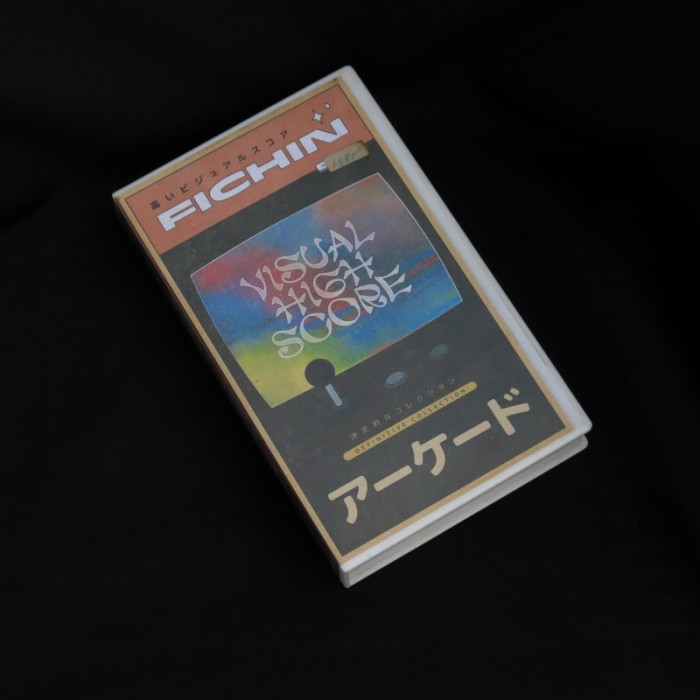 高いビジュアルスコア
FICHIN
VISUAL
HIGH
SCORE
決定的なコレクション
DEFINITIVE COLLECTION
アーケード